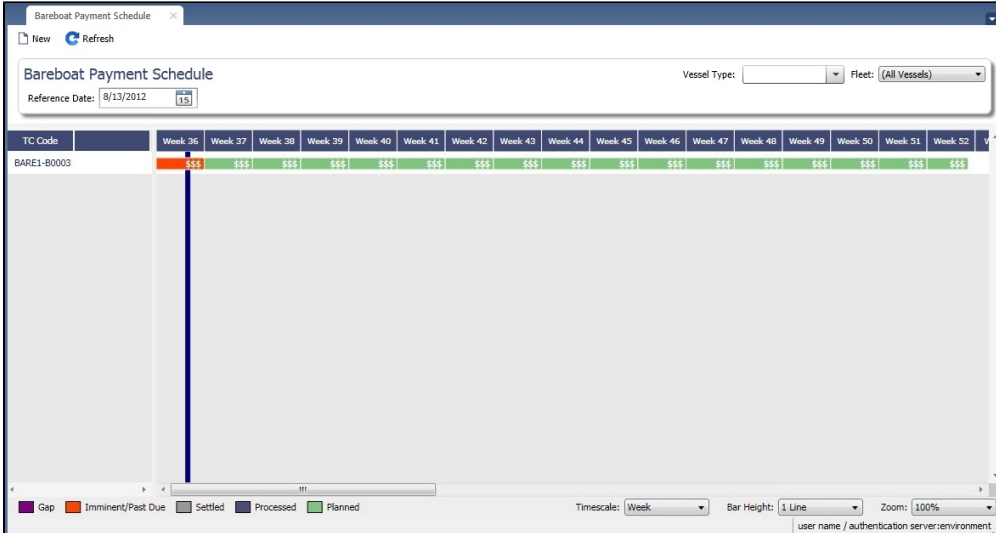 Bareboat Payment Schedule
New Refresh
Bareboat Payment Schedule
Vessel Type: Fleet: (All Vessels)
Reference Date: 8/13/2012 15
TC Code Week 36 Week 37 Week 38 Week 39 Week 40 Week 41 Week 42 Week 43 Week 44 Week 45 Week 46 Week 47 Week 48 Week 49 Week 50 Week 51 Week 52
BARE1-B0003 $$$ $$$ $$$ $$$ $$$ $$$ $$$ $$$ $$$ $$$ $$$ $$$ $$$ $$$ $$$ $$$ $$$
Gap Imminent/Past Due Settled Processed Planned Timescale: Week Bar Height: 1 Line Zoom: 100%
user name / authentication server:environment